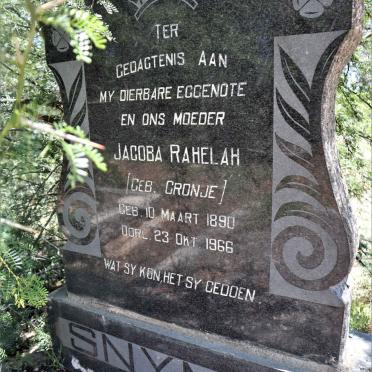 TER
GEDAGTENIS AAN
MY DIERBARE EGGENOTE
EN ONS MOEDER
JACOBA RAHELAH
[GEB. CRONJE]
GEB. 10 MAART 1890
OORL. 23 OKT 1966
WAT SY KON, HET SY GEDOEN